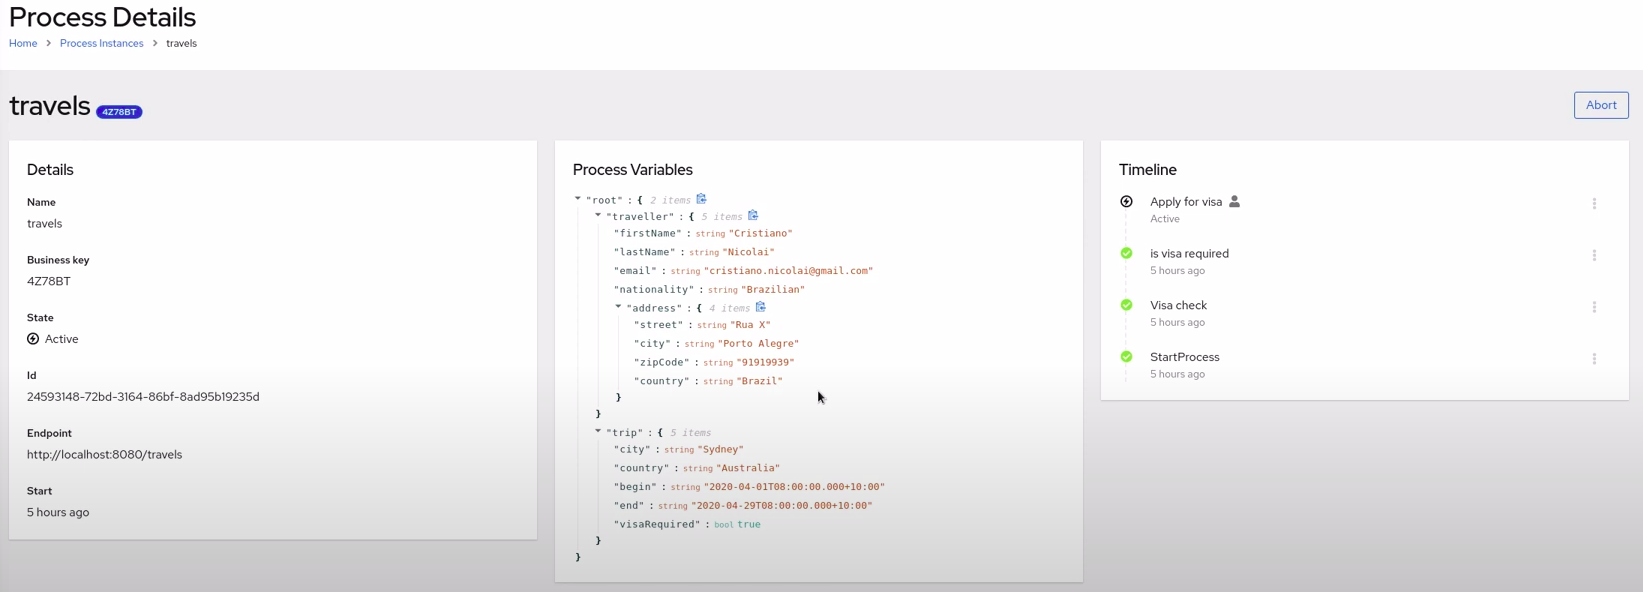 Process Details
Home > Process Instances > travels
travels 4Z78BT
Abort
Details
Name
travels
Business key
4Z78BT
State
Active
Id
24593148-72bd-3164-86bf-8ad95b19235d
Endpoint
http://localhost:8080/travels
Start
5 hours ago
Process Variables
"root" : { 2 items
"traveller" : { 5 items
"firstName" : string "Cristiano"
"lastName" : string "Nicolai"
"email" : string "cristiano.nicolai@gmail.com"
"nationality" : string "Brazilian"
"address" : { 4 items
"street" : string "Rua X"
"city" : string "Porto Alegre"
"zipCode" : string "91919939"
"country" : string "Brazil"
}
}
"trip" : { 5 items
"city" : string "Sydney"
"country" : string "Australia"
"begin" : string "2020-04-01T08:00:00.000+10:00"
"end" : string "2020-04-29T08:00:00.000+10:00"
"visaRequired" : bool true
}
}
Timeline
Apply for visa
Active
is visa required
5 hours ago
Visa check
5 hours ago
StartProcess
5 hours ago